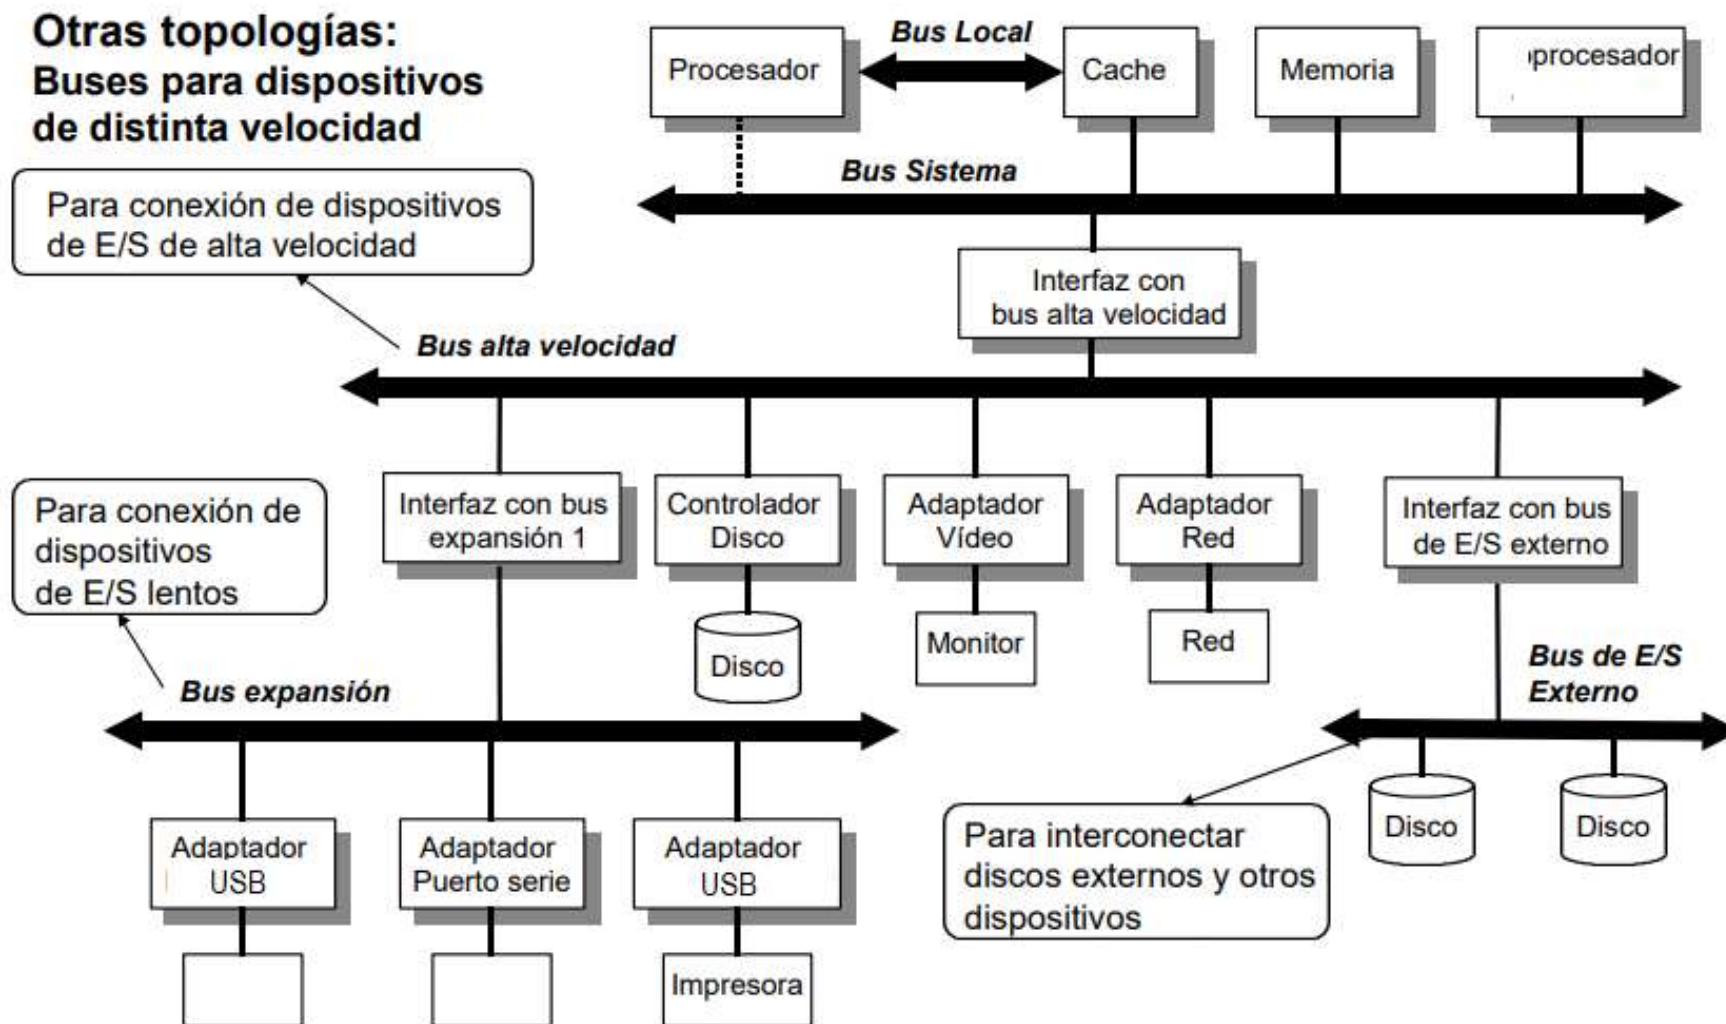 Otras topologías:
Buses para dispositivos
de distinta velocidad
Bus Local
Procesador
Cache
Memoria
procesador
Bus Sistema
Para conexión de dispositivos
de E/S de alta velocidad
Interfaz con
bus alta velocidad
Bus alta velocidad
Para conexión de
dispositivos
de E/S lentos
Interfaz con bus
expansión 1
Controlador
Disco
Adaptador
Vídeo
Adaptador
Red
Interfaz con bus
de E/S externo
Disco
Monitor
Red
Bus expansión
Bus de E/S
Externo
Adaptador
USB
Adaptador
Puerto serie
Adaptador
USB
Para interconectar
discos externos y otros
dispositivos
Disco
Disco
Impresora